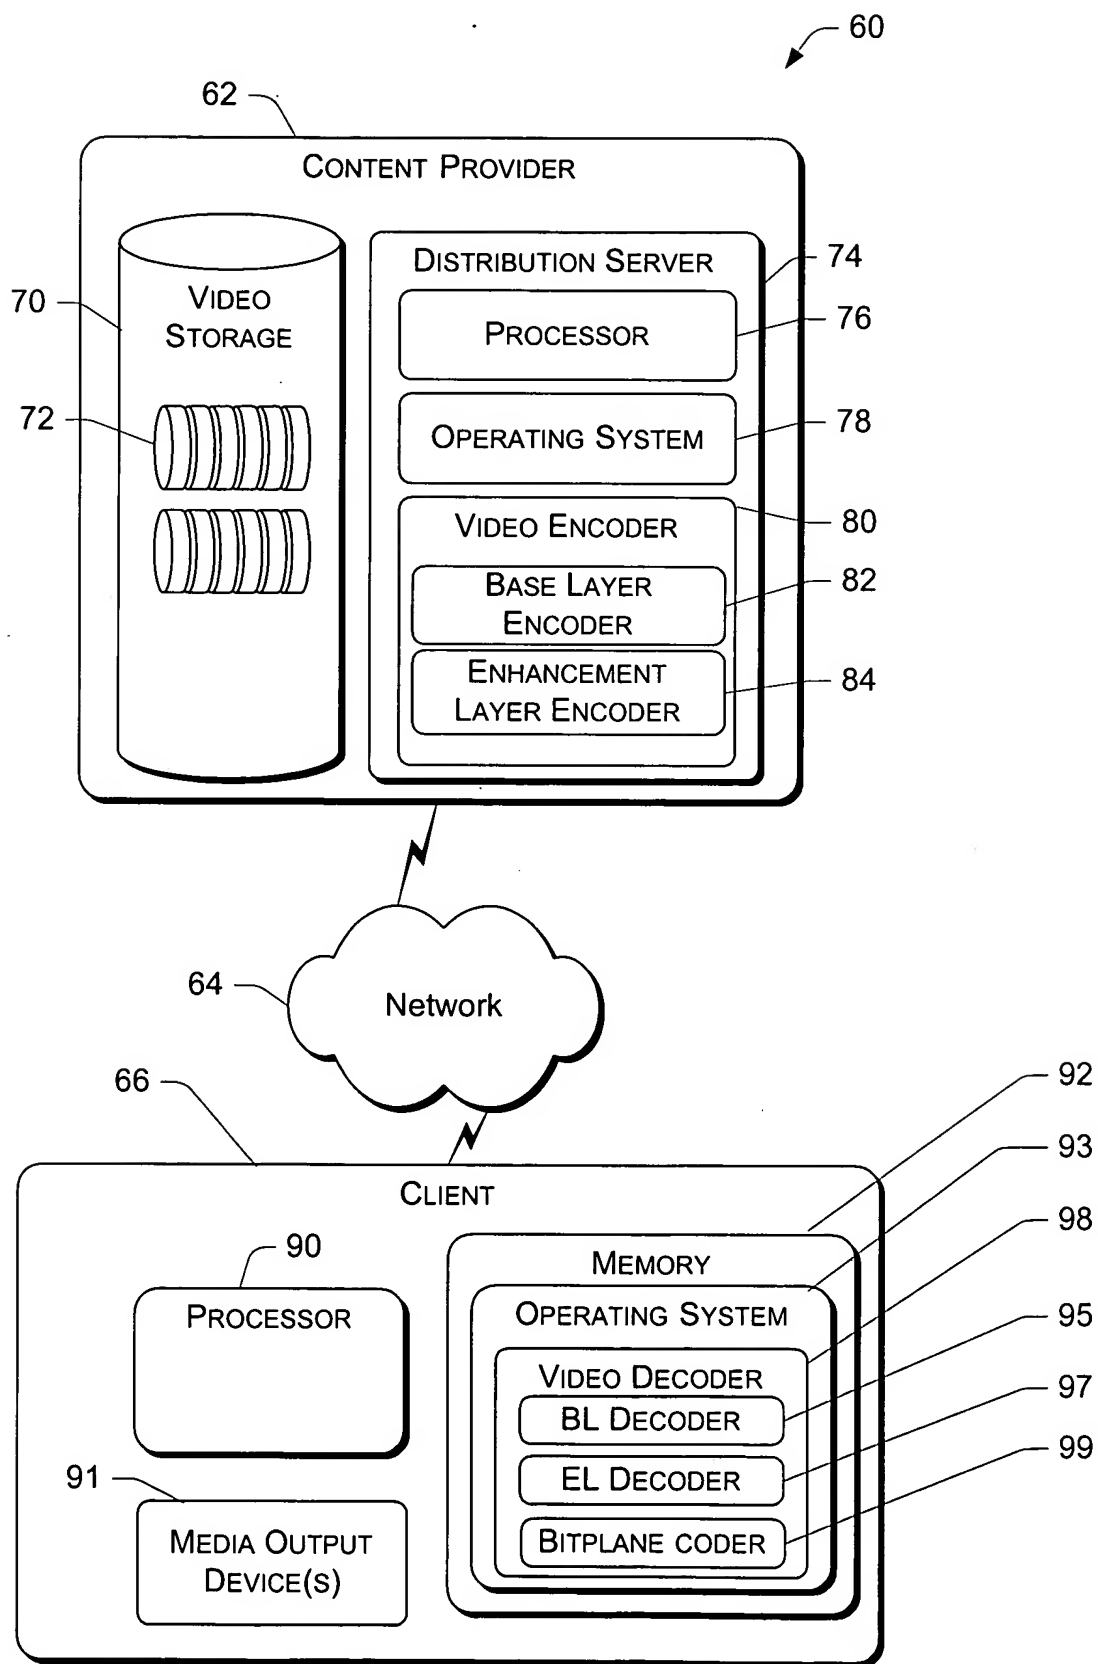 60
62
CONTENT PROVIDER
70
VIDEO
STORAGE
72
DISTRIBUTION SERVER
74
PROCESSOR
76
OPERATING SYSTEM
78
VIDEO ENCODER
80
BASE LAYER
ENCODER
82
ENHANCEMENT
LAYER ENCODER
84
64
Network
66
CLIENT
90
PROCESSOR
91
MEDIA OUTPUT
DEVICE(S)
MEMORY
92
OPERATING SYSTEM
93
VIDEO DECODER
98
BL DECODER
95
EL DECODER
97
BITPLANE CODER
99